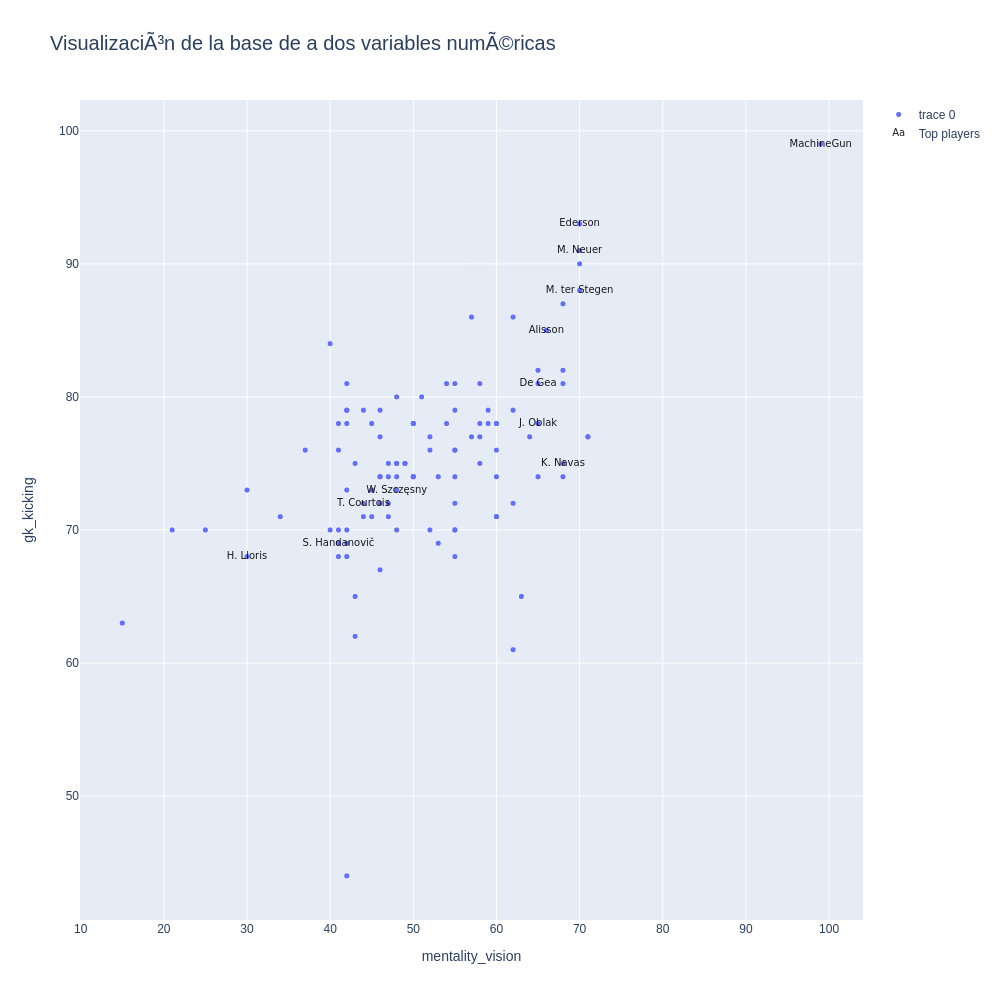 VisualizaciÃ³n de la base de a dos variables numÃ©ricas
trace 0
Aa Top players
100
90
80
70
60
50
gk_kicking
MachineGun
Ederson
M. Neuer
M. ter Stegen
Alisson
De Gea
J. Oblak
K. Navas
W. Szczęsny
T. Courtois
S. Handanovič
H. Lloris
10 20 30 40 50 60 70 80 90 100
mentality_vision